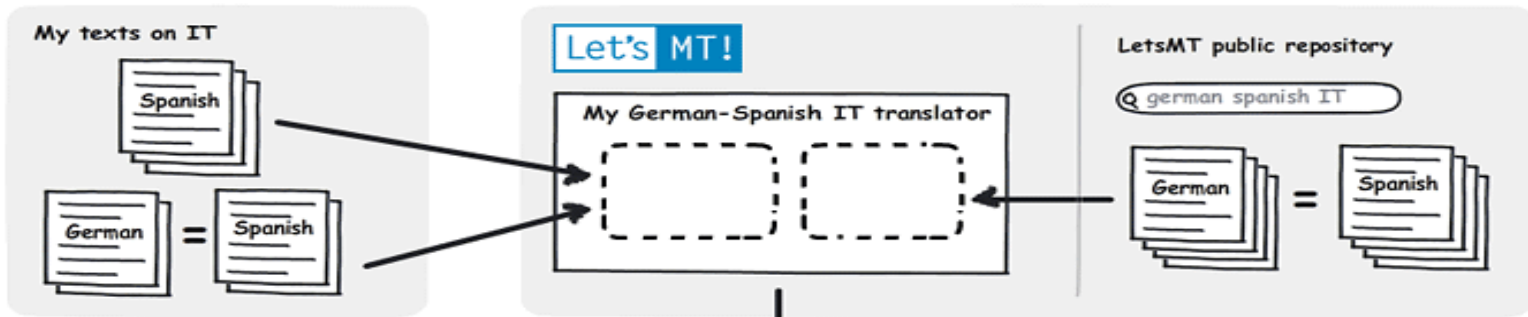 My texts on IT
Spanish
German = Spanish
Let's MT!
My German-Spanish IT translator
LetsMT public repository
german spanish IT
German = Spanish